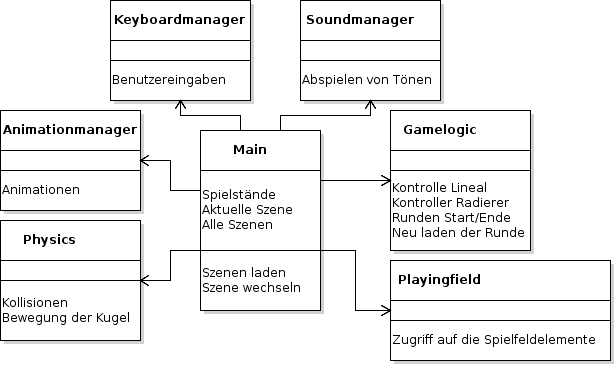 Keyboardmanager
Benutzereingaben
Soundmanager
Abspielen von Tönen
Animationmanager
Animationen
Main
Spielstände
Aktuelle Szene
Alle Szenen
Szenen laden
Szene wechseln
Gamelogic
Kontrolle Lineal
Kontroller Radierer
Runden Start/Ende
Neu laden der Runde
Physics
Kollisionen
Bewegung der Kugel
Playingfield
Zugriff auf die Spielfeldelemente